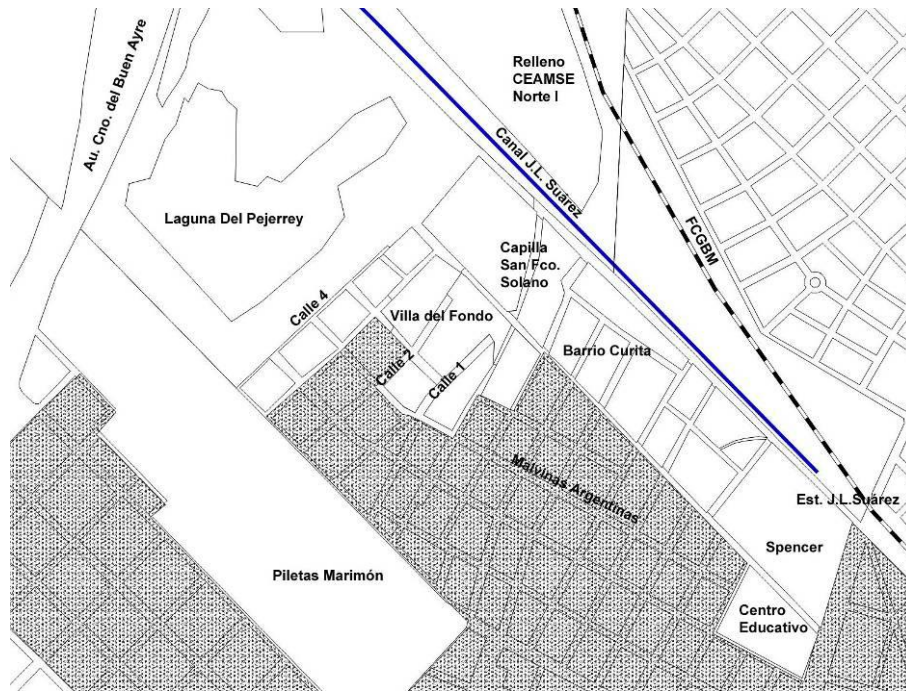 Au. Cno. del Buen Ayre
Relleno
CEAMSE
Norte I
Canal J.L. Suárez
FCGBM
Laguna Del Pejerrey
Capilla
San Fco.
Solano
Calle 4
Villa del Fondo
Barrio Curita
Calle 2
Calle 1
Malvinas Argentinas
Est. J.L.Suárez
Spencer
Piletas Marimón
Centro
Educativo